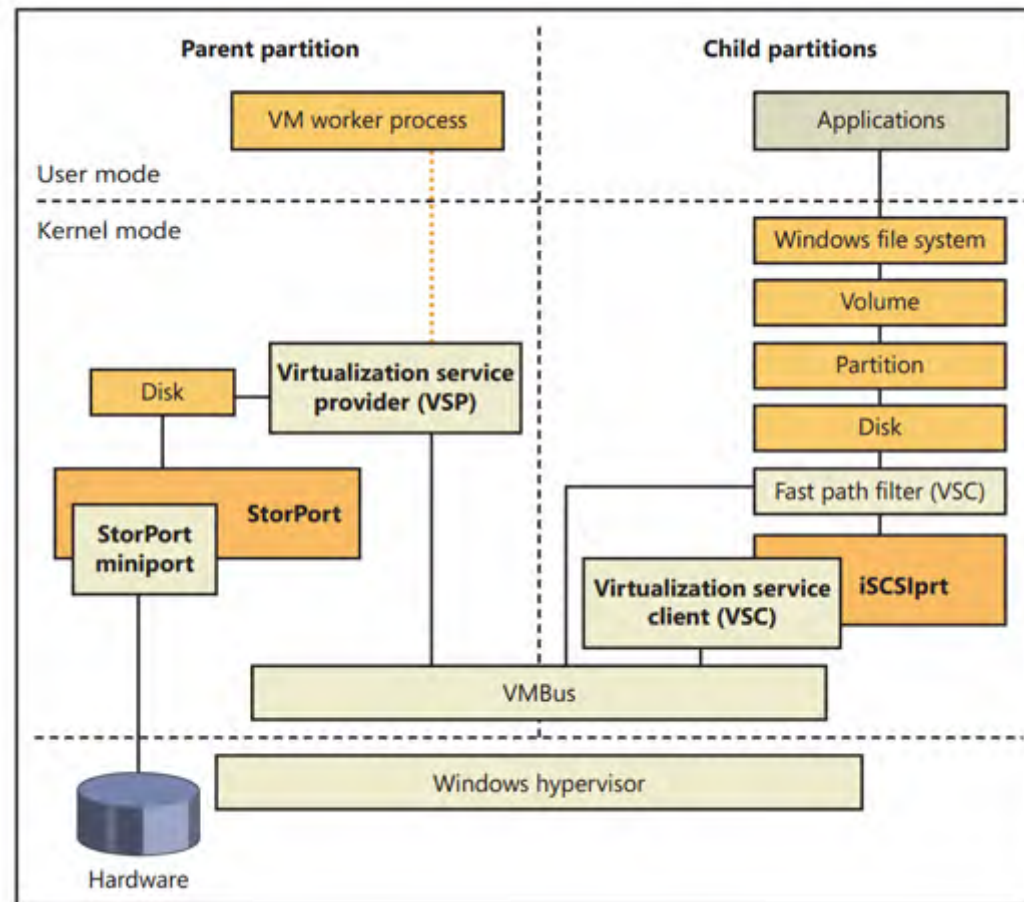 Parent partition
Child partitions
VM worker process
Applications
User mode
Kernel mode
Windows file system
Volume
Partition
Disk
Fast path filter (VSC)
iSCSIprt
Virtualization service
client (VSC)
Virtualization service
provider (VSP)
Disk
StorPort
StorPort
miniport
VMBus
Windows hypervisor
Hardware